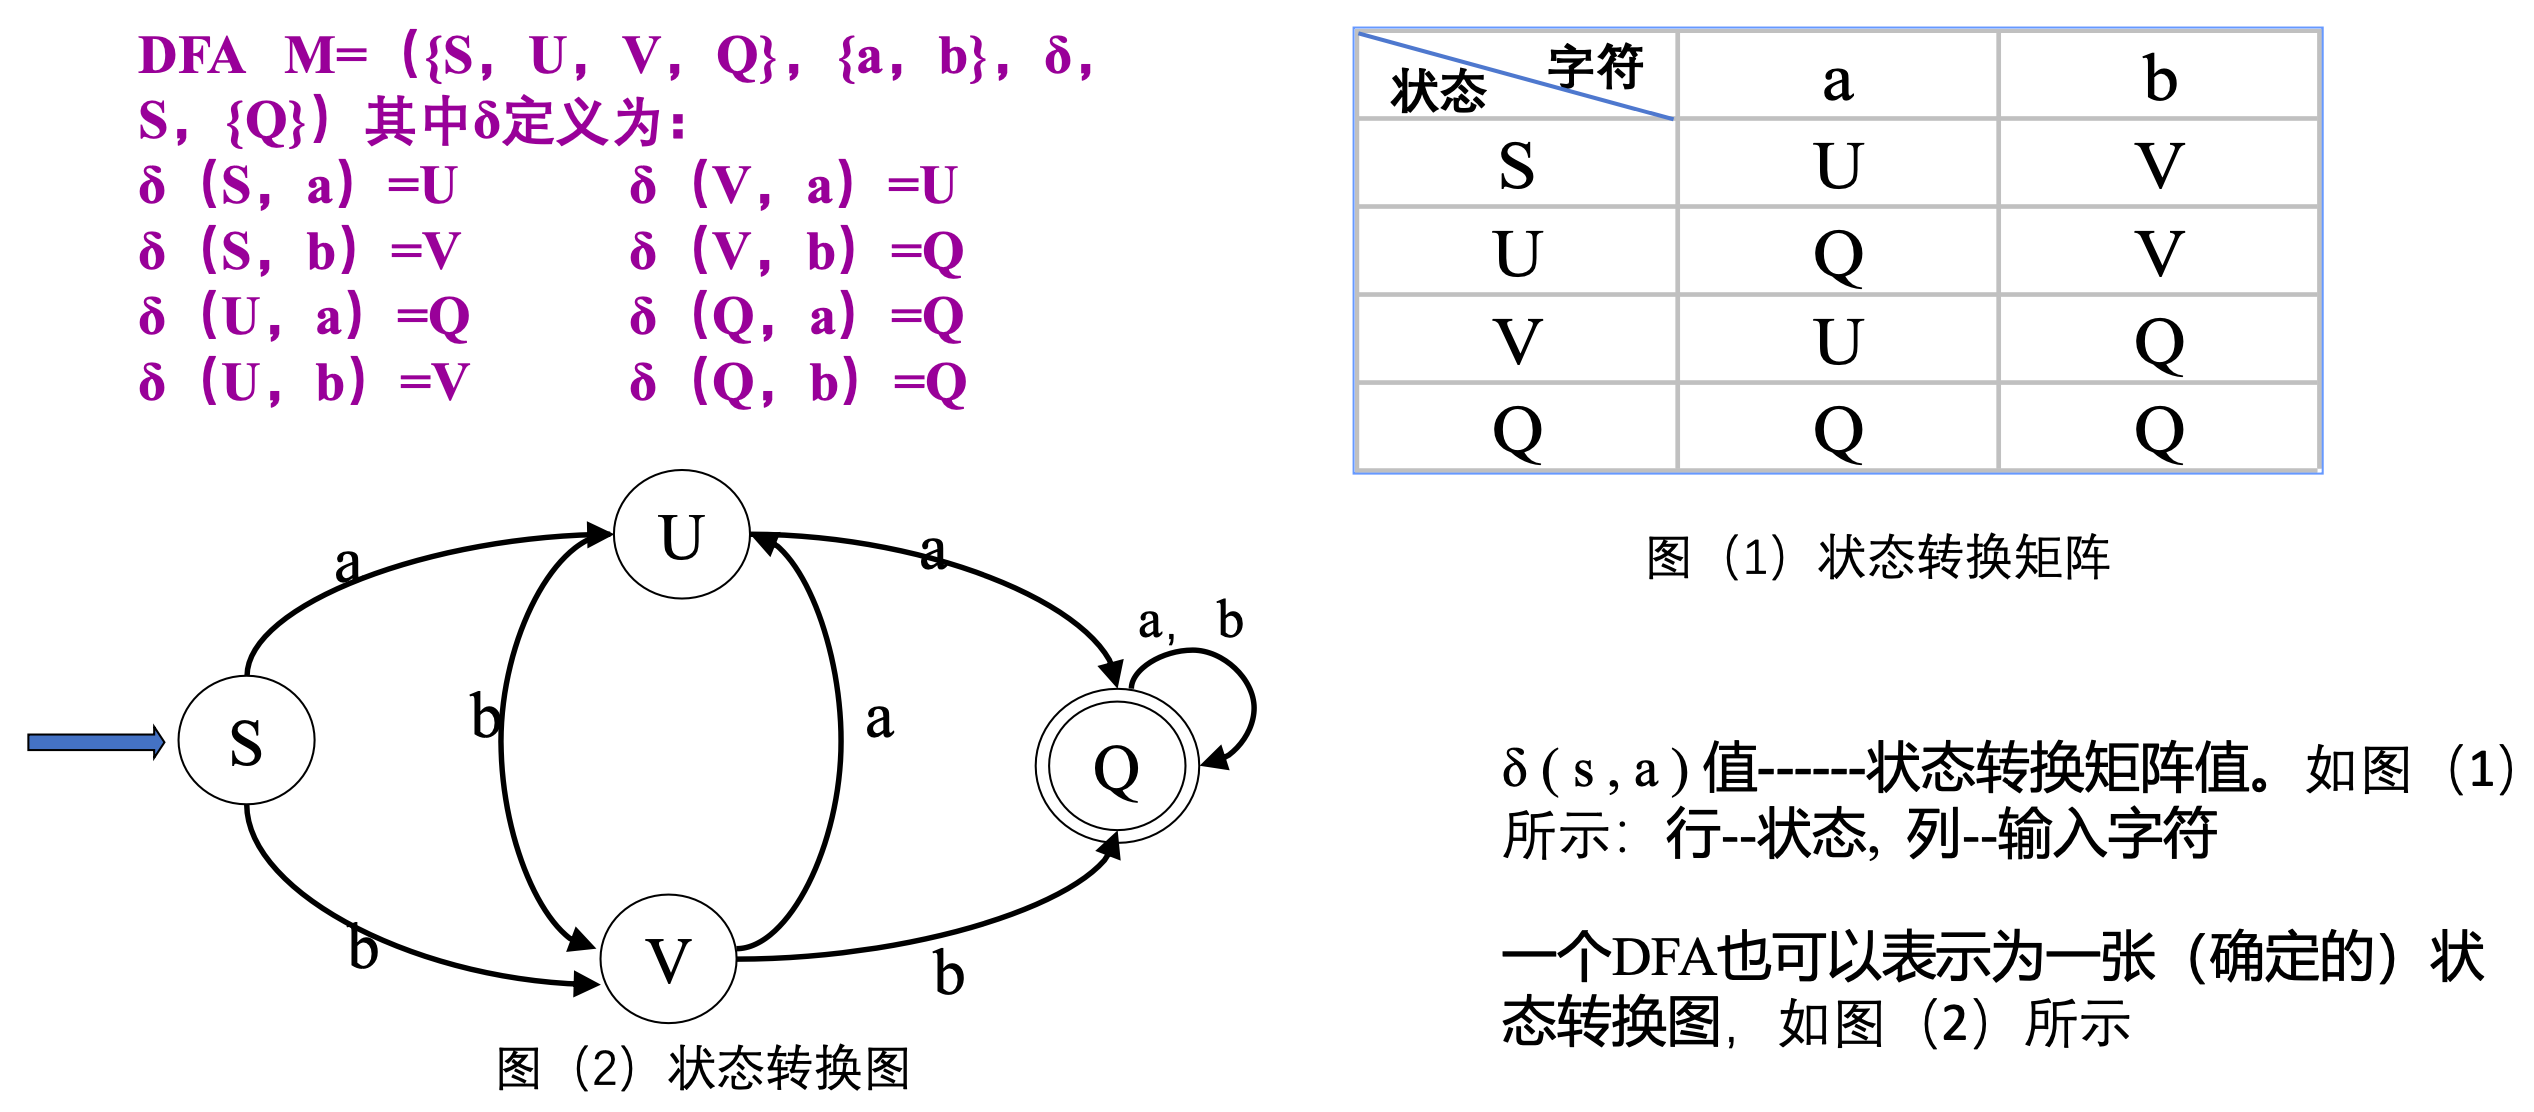 DFA M=（{S，U，V，Q}，{a，b}，δ，
S，{Q}）其中δ定义为：
δ（S，a）=U δ（V，a）=U
δ（S，b）=V δ（V，b）=Q
δ（U，a）=Q δ（Q，a）=Q
δ（U，b）=V δ（Q，b）=Q
字符
状态 a b
S U V
U Q V
V U Q
Q Q Q
图（1）状态转换矩阵
U
a
a
a， b
S
b
a
Q
b
V
b
图（2）状态转换图
δ(s,a)值------状态转换矩阵值。如图（1）
所示：行--状态, 列--输入字符
一个DFA也可以表示为一张（确定的）状
态转换图，如图（2）所示